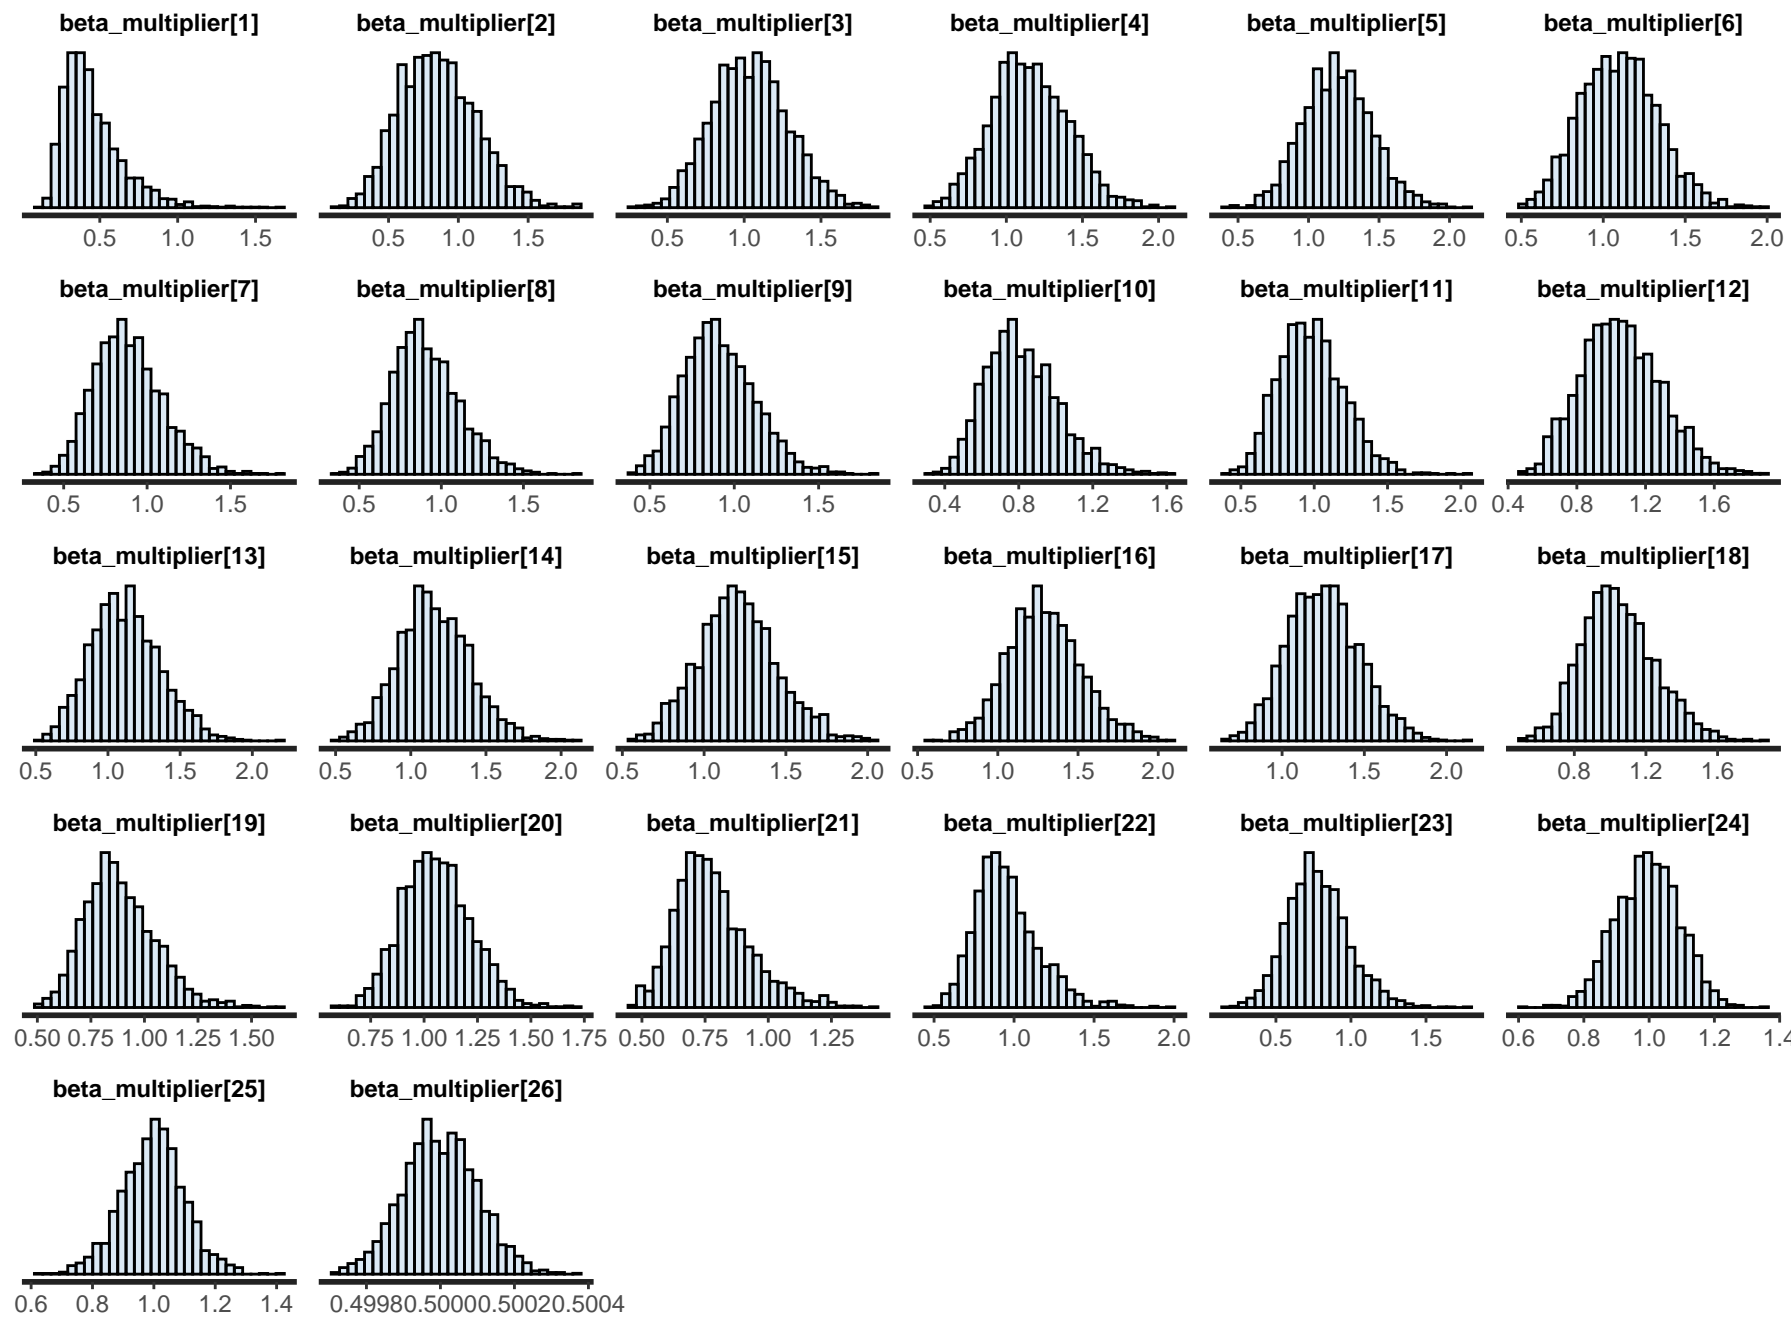 beta_multiplier[1] beta_multiplier[2] beta_multiplier[3] beta_multiplier[4] beta_multiplier[5] beta_multiplier[6]
0.5 1.0 1.5 0.5 1.0 1.5 0.5 1.0 1.5 0.5 1.0 1.5 2.0 0.5 1.0 1.5 2.0 0.5 1.0 1.5 2.0
beta_multiplier[7] beta_multiplier[8] beta_multiplier[9] beta_multiplier[10] beta_multiplier[11] beta_multiplier[12]
0.5 1.0 1.5 0.5 1.0 1.5 0.5 1.0 1.5 0.4 0.8 1.2 1.6 0.5 1.0 1.5 2.0 0.4 0.8 1.2 1.6
beta_multiplier[13] beta_multiplier[14] beta_multiplier[15] beta_multiplier[16] beta_multiplier[17] beta_multiplier[18]
0.5 1.0 1.5 2.0 0.5 1.0 1.5 2.0 0.5 1.0 1.5 2.0 0.5 1.0 1.5 2.0 1.0 1.5 2.0 0.8 1.2 1.6
beta_multiplier[19] beta_multiplier[20] beta_multiplier[21] beta_multiplier[22] beta_multiplier[23] beta_multiplier[24]
0.50 0.75 1.00 1.25 1.50 0.75 1.00 1.25 1.50 1.75 0.50 0.75 1.00 1.25 0.5 1.0 1.5 2.0 0.5 1.0 1.5 0.6 0.8 1.0 1.2 1.4
beta_multiplier[25] beta_multiplier[26]
0.6 0.8 1.0 1.2 1.4 0.4998 0.5000 0.5002 0.5004